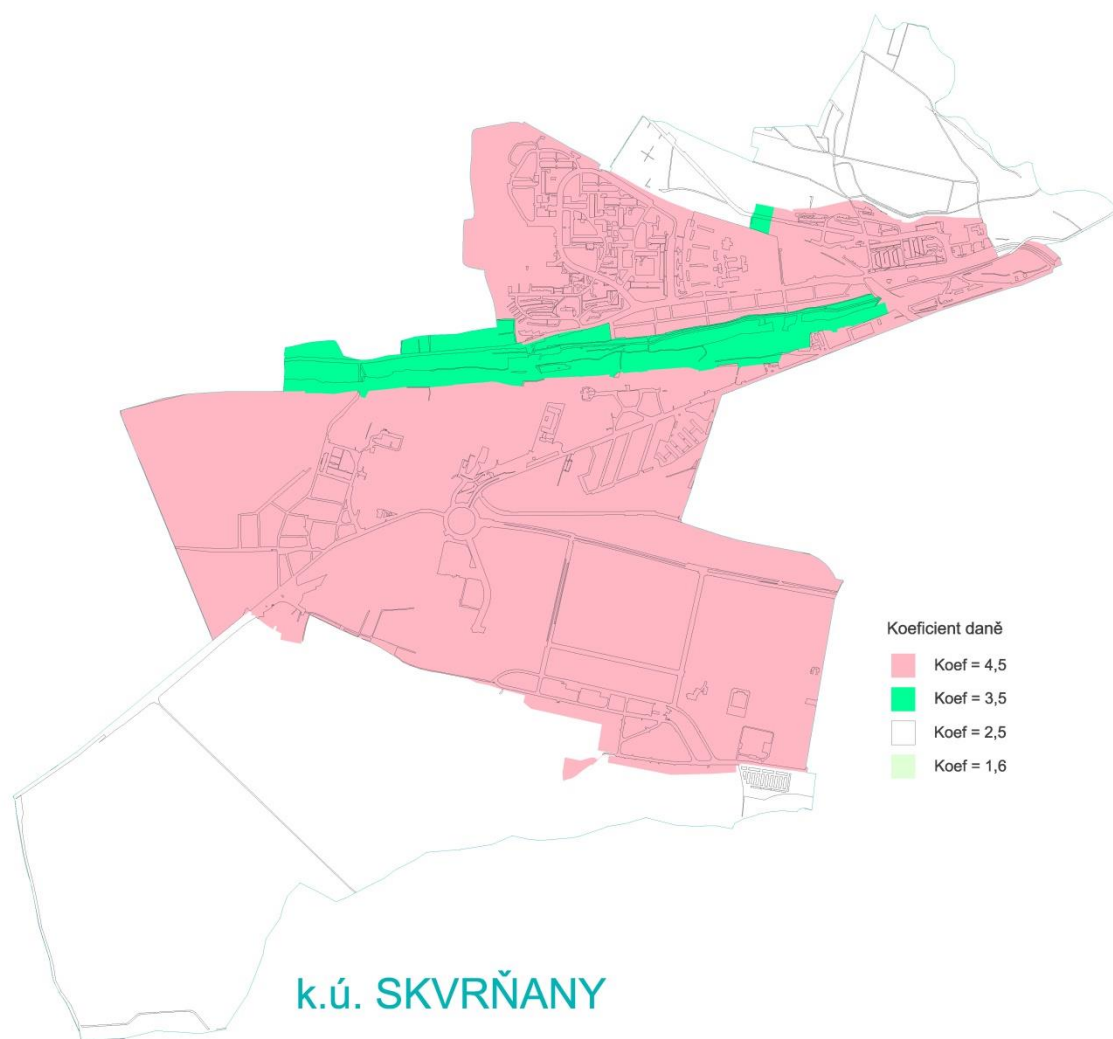 Koeficient daně
Koef = 4,5
Koef = 3,5
Koef = 2,5
Koef = 1,6
k.ú. SKVRŇANY